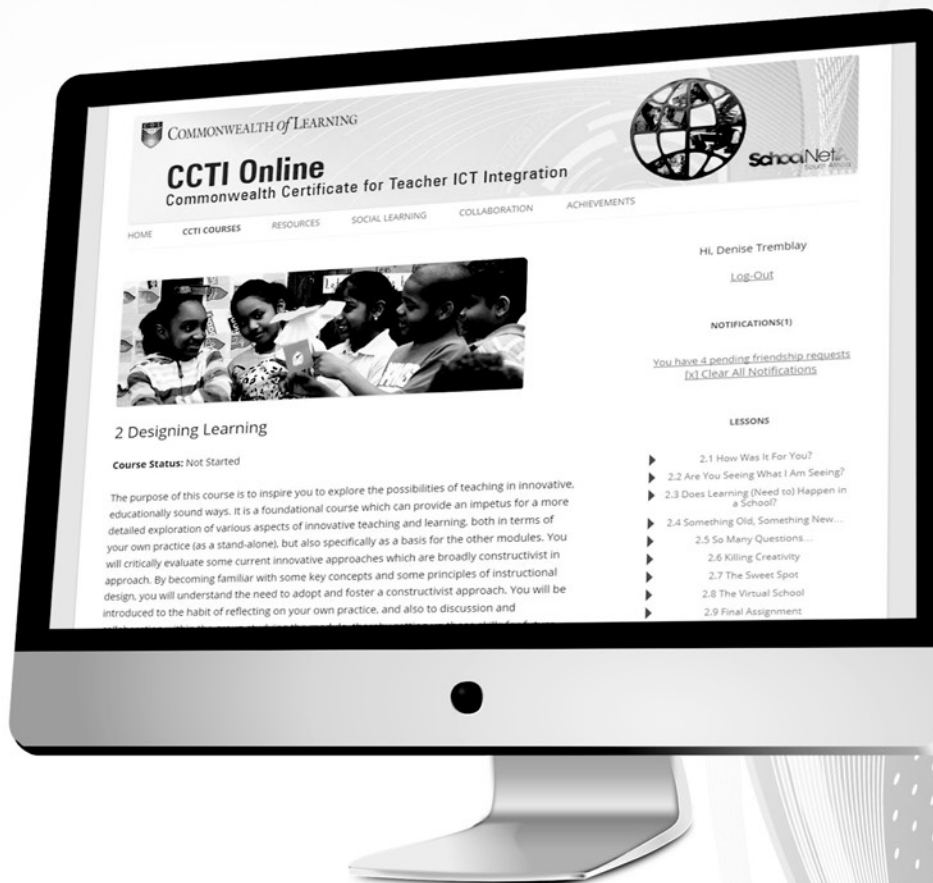 COL
COMMONWEALTH of LEARNING
CCTI Online
Commonwealth Certificate for Teacher ICT Integration
SchoolNet
South Africa
HOME CCTI COURSES RESOURCES SOCIAL LEARNING COLLABORATION ACHIEVEMENTS
2 Designing Learning
Course Status: Not Started
The purpose of this course is to inspire you to explore the possibilities of teaching in innovative,
educationally sound ways. It is a foundational course which can provide an impetus for a more
detailed exploration of various aspects of innovative teaching and learning, both in terms of
your own practice (as a stand-alone), but also specifically as a basis for the other modules. You
will critically evaluate some current innovative approaches which are broadly constructivist in
approach. By becoming familiar with some key concepts and some principles of instructional
design, you will understand the need to adopt and foster a constructivist approach. You will be
introduced to the habit of reflecting on your own practice, and also to discussion and
Hi, Denise Tremblay
Log-Out
NOTIFICATIONS(1)
You have 4 pending friendship requests
[x] Clear All Notifications
LESSONS
2.1 How Was It For You?
2.2 Are You Seeing What I Am Seeing?
2.3 Does Learning (Need to) Happen in
a School?
2.4 Something Old, Something New...
2.5 So Many Questions...
2.6 Killing Creativity
2.7 The Sweet Spot
2.8 The Virtual School
2.9 Final Assignment